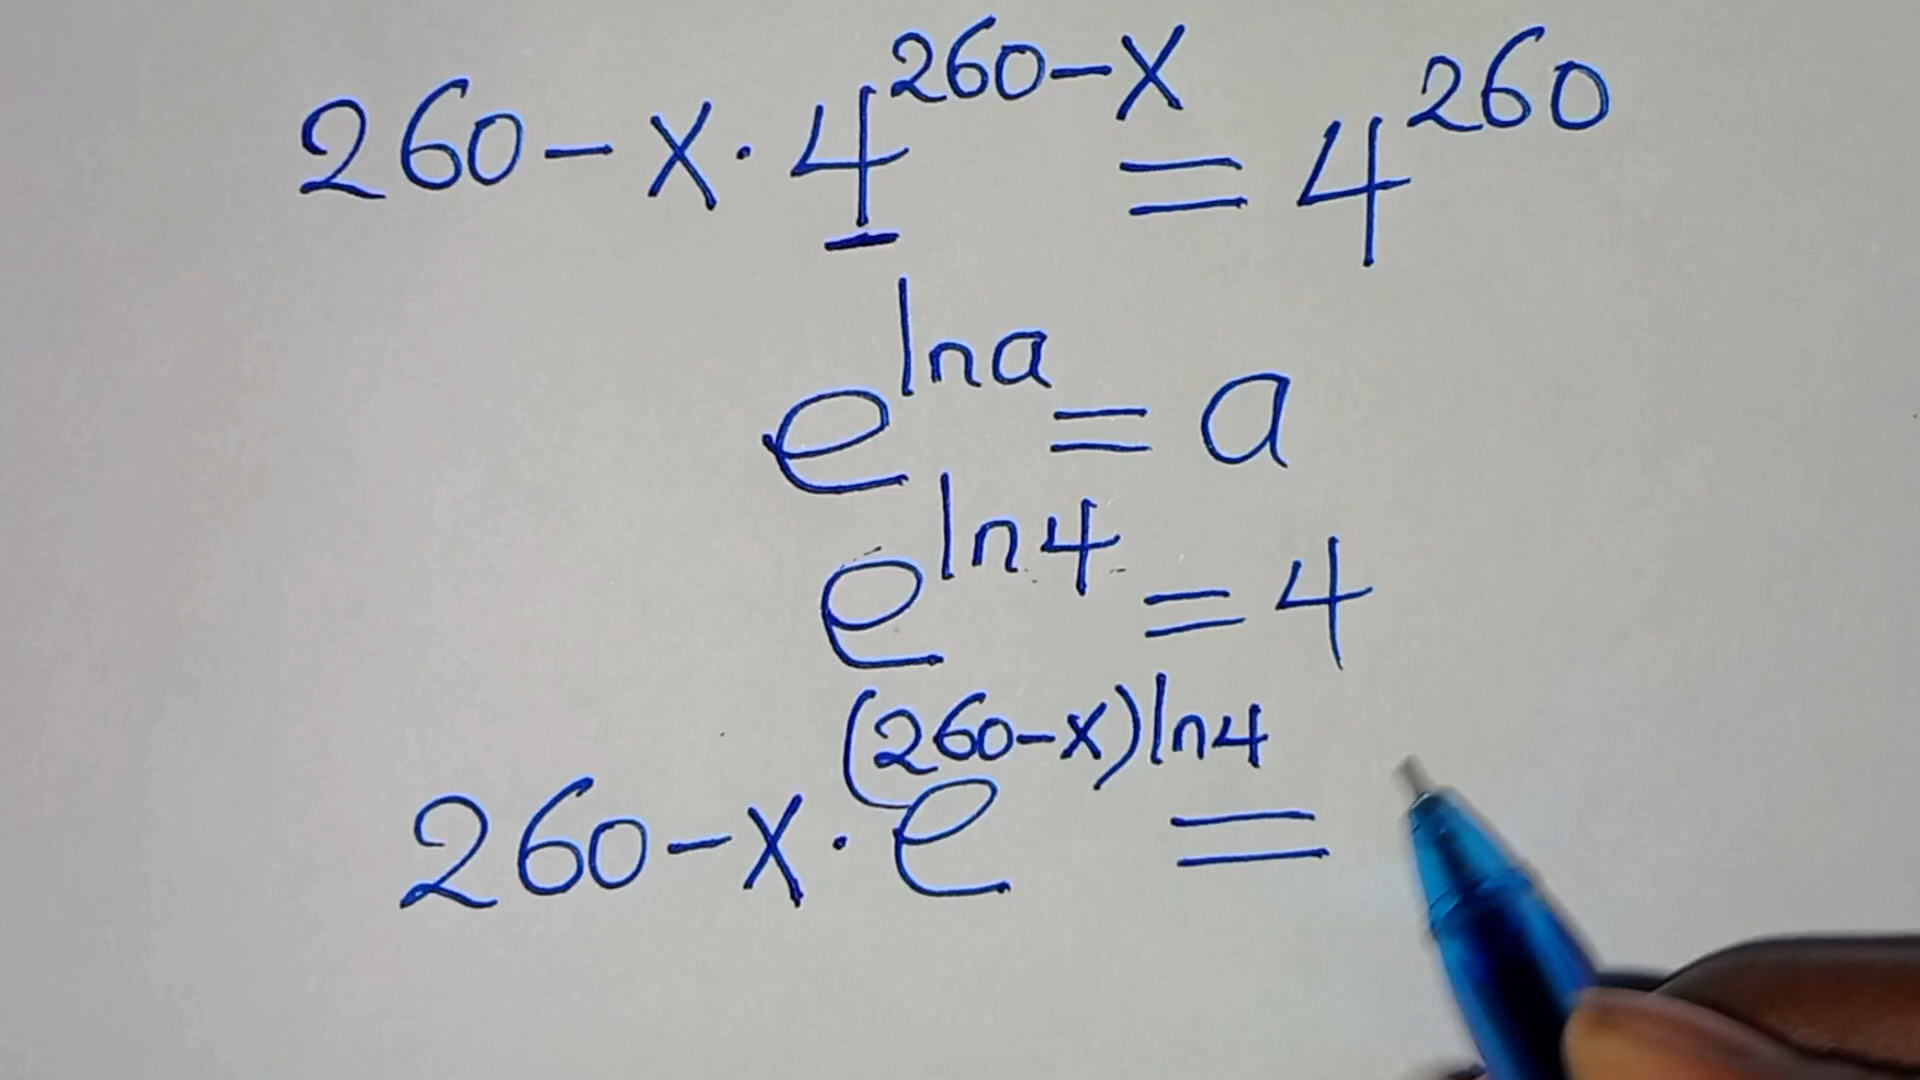 260-x·4^260-x = 4^260
e^lna = a
e^ln4 = 4
260-x·e^(260-x)ln4 =